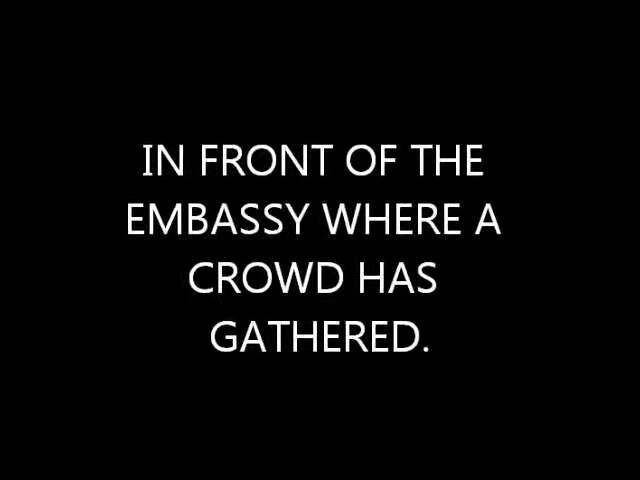 IN FRONT OF THE
EMBASSY WHERE A
CROWD HAS
GATHERED.